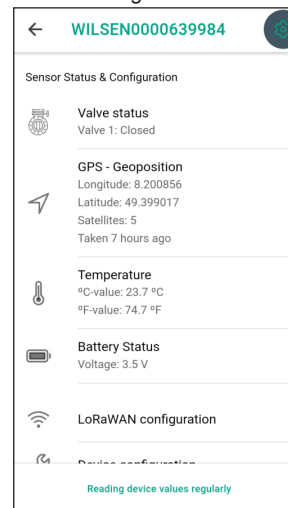 WILSEN0000639984
Sensor Status & Configuration
Valve status
Valve 1: Closed
GPS - Geoposition
Longitude: 8.200856
Latitude: 49.399017
Satellites: 5
Taken 7 hours ago
Temperature
ºC-value: 23.7 ºC
ºF-value: 74.7 ºF
Battery Status
Voltage: 3.5 V
LoRaWAN configuration
Device configuration
Reading device values regularly